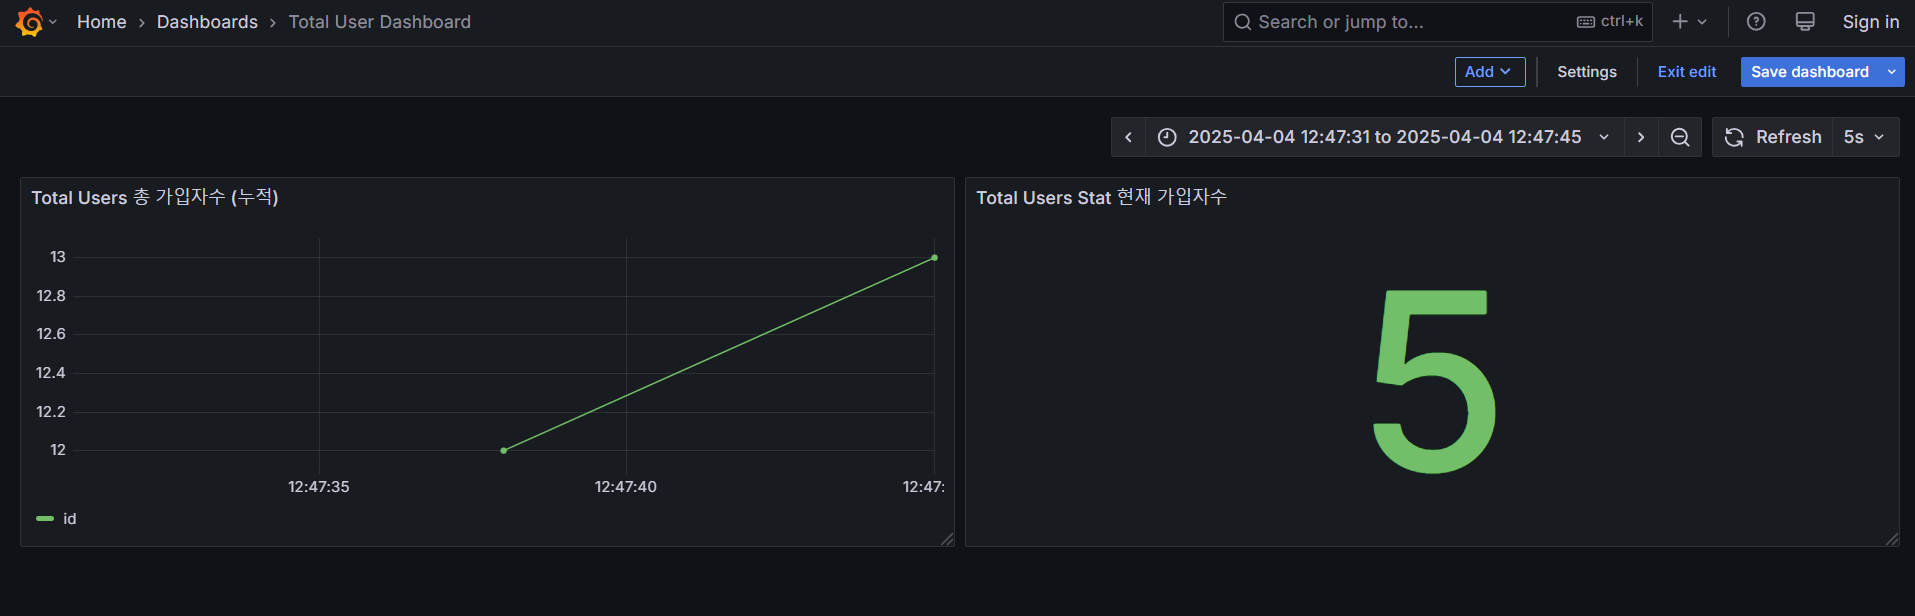 Home › Dashboards › Total User Dashboard
Search or jump to... ctrl+k
Sign in
Add
Settings
Exit edit
Save dashboard
2025-04-04 12:47:31 to 2025-04-04 12:47:45
Refresh
5s
Total Users 총 가입자수 (누적)
13
12.8
12.6
12.4
12.2
12
12:47:35
12:47:40
12:47:
id
Total Users Stat 현재 가입자수
5